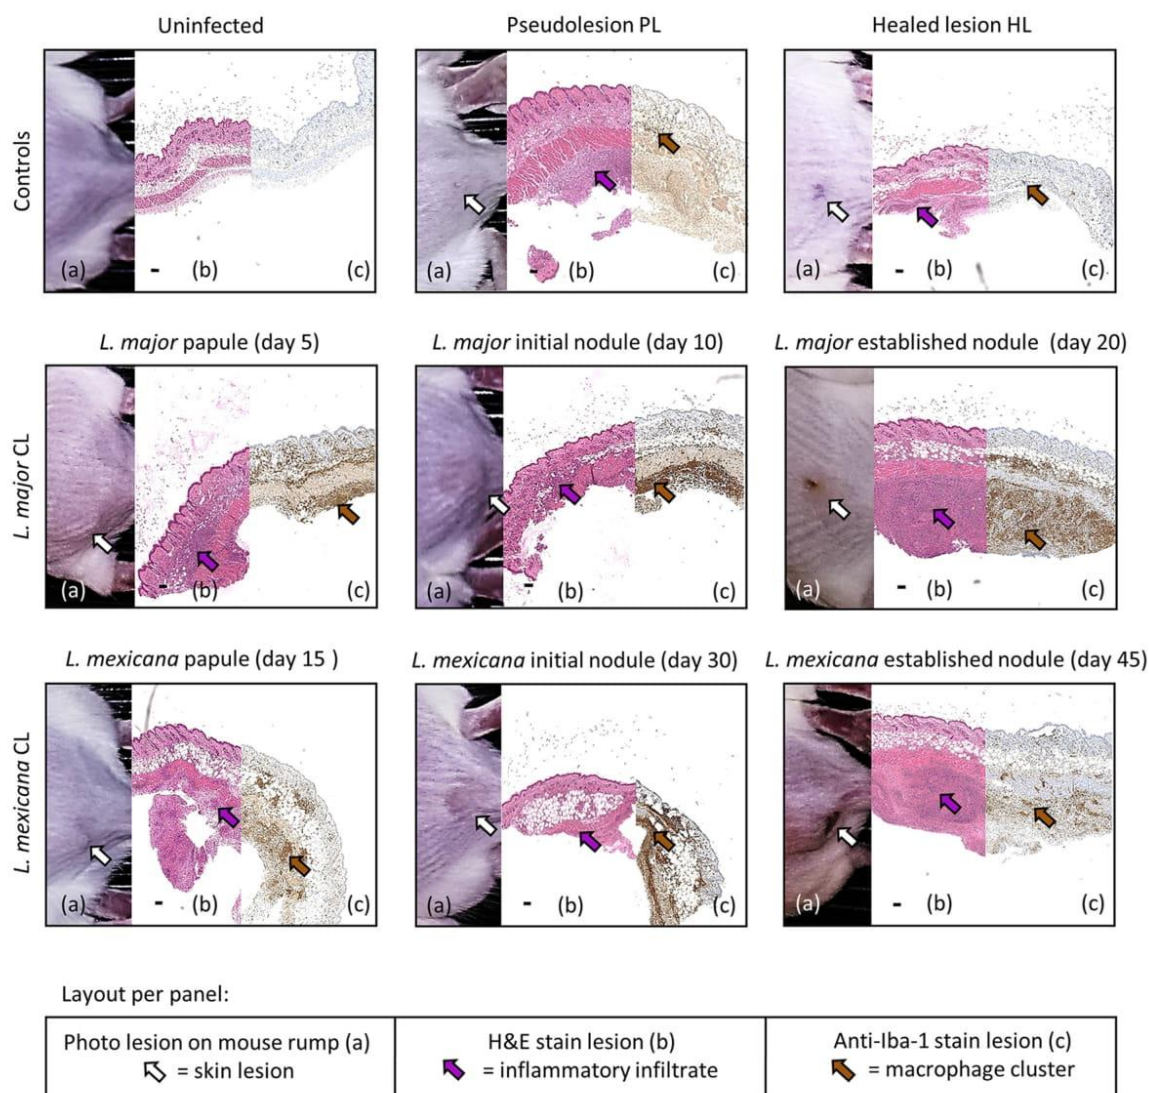 Uninfected
Pseudolesion PL
Healed lesion HL
Controls
(a)
(b)
(c)
(a)
(b)
(c)
(a)
(b)
(c)
L. major papule (day 5)
L. major initial nodule (day 10)
L. major established nodule (day 20)
L. major CL
(a)
(b)
(c)
(a)
(b)
(c)
(a)
(b)
(c)
L. mexicana papule (day 15 )
L. mexicana initial nodule (day 30)
L. mexicana established nodule (day 45)
L. mexicana CL
(a)
(b)
(c)
(a)
(b)
(c)
(a)
(b)
(c)
Layout per panel:
Photo lesion on mouse rump (a)
= skin lesion
H&E stain lesion (b)
= inflammatory infiltrate
Anti-Iba-1 stain lesion (c)
= macrophage cluster